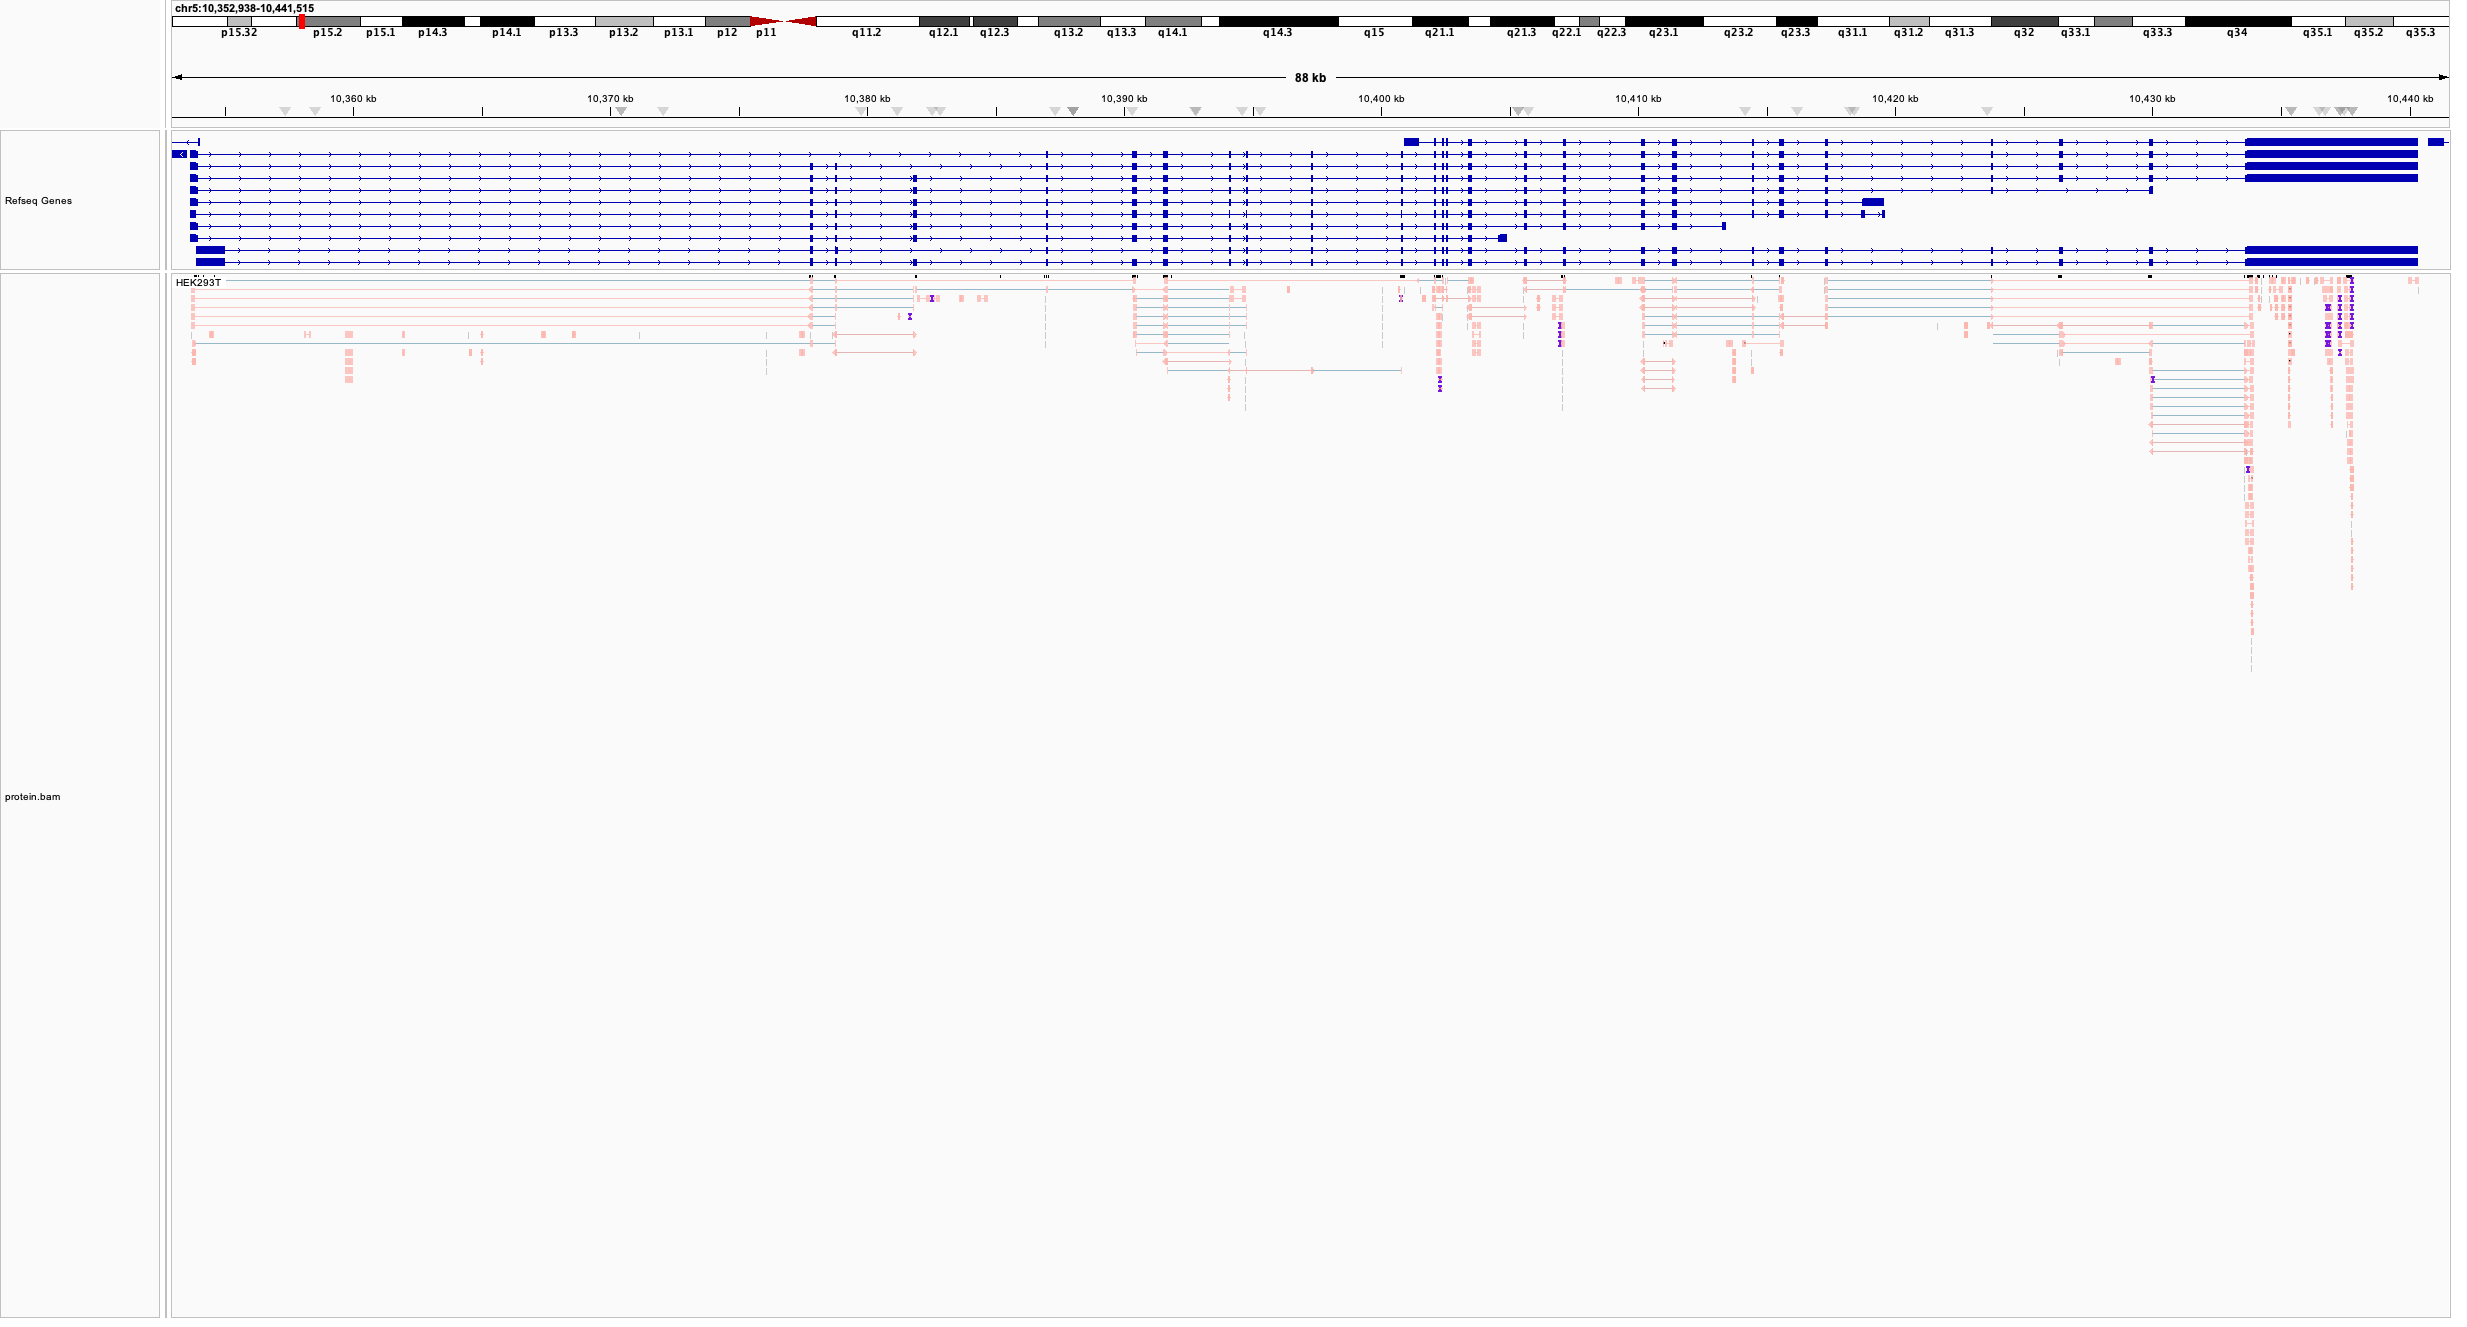 chr5:10,352,938-10,441,515
p15.32 p15.2 p15.1 p14.3 p14.1 p13.3 p13.2 p13.1 p12 p11 q11.2 q12.1 q12.3 q13.2 q13.3 q14.1 q14.3 q15 q21.1 q21.3 q22.1 q22.3 q23.1 q23.2 q23.3 q31.1 q31.2 q31.3 q32 q33.1 q33.3 q34 q35.1 q35.2 q35.3
88 kb
10,360 kb 10,370 kb 10,380 kb 10,390 kb 10,400 kb 10,410 kb 10,420 kb 10,430 kb 10,440 kb
Refseq Genes
HEK293T
protein.bam